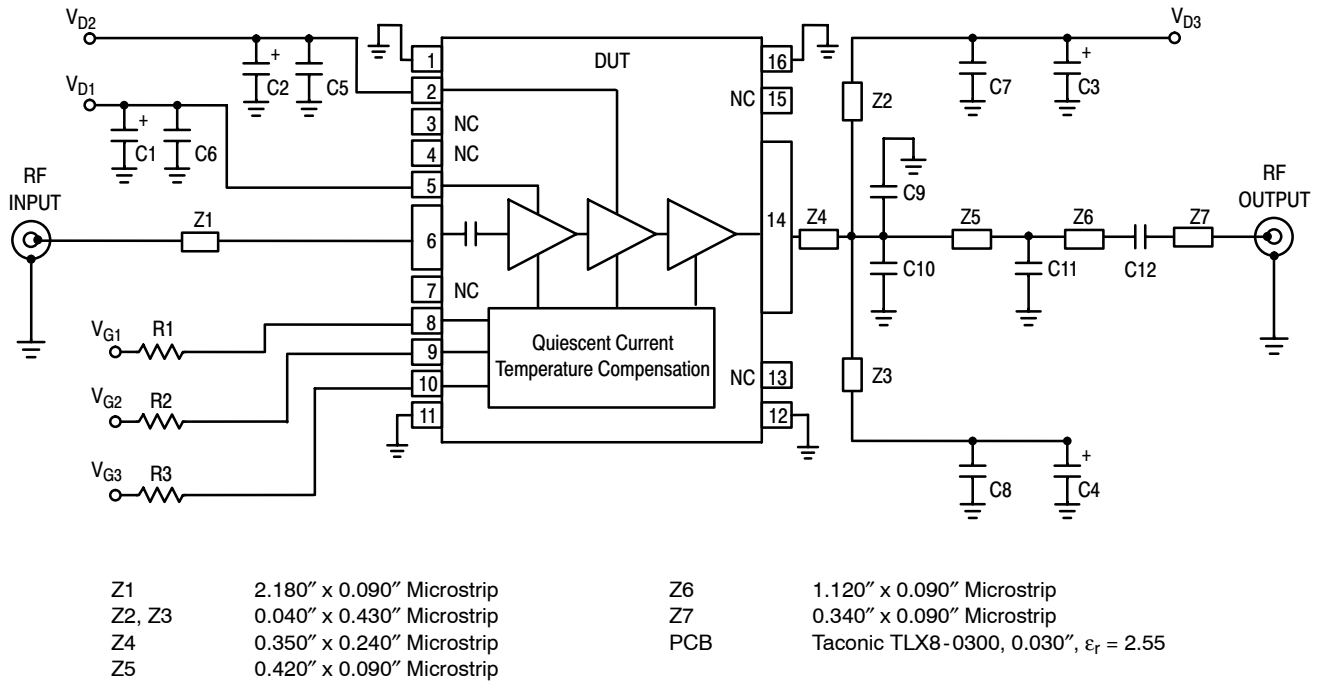 VD2
VD3
1
DUT
16
C2
C5
C7
C3
+
+
2
NC
15
Z2
VD1
3
NC
+
C1
C6
4
NC
C9
5
RF
INPUT
RF
OUTPUT
Z1
6
14
Z4
Z5
Z6
Z7
C10
C11
C12
7
NC
VG1
R1
8
Quiescent Current
Temperature Compensation
9
NC
13
Z3
10
VG2
R2
11
12
+
VG3
R3
C8
C4
Z1 2.180″ x 0.090″ Microstrip
Z2, Z3 0.040″ x 0.430″ Microstrip
Z4 0.350″ x 0.240″ Microstrip
Z5 0.420″ x 0.090″ Microstrip
Z6 1.120″ x 0.090″ Microstrip
Z7 0.340″ x 0.090″ Microstrip
PCB Taconic TLX8-0300, 0.030″, εr = 2.55